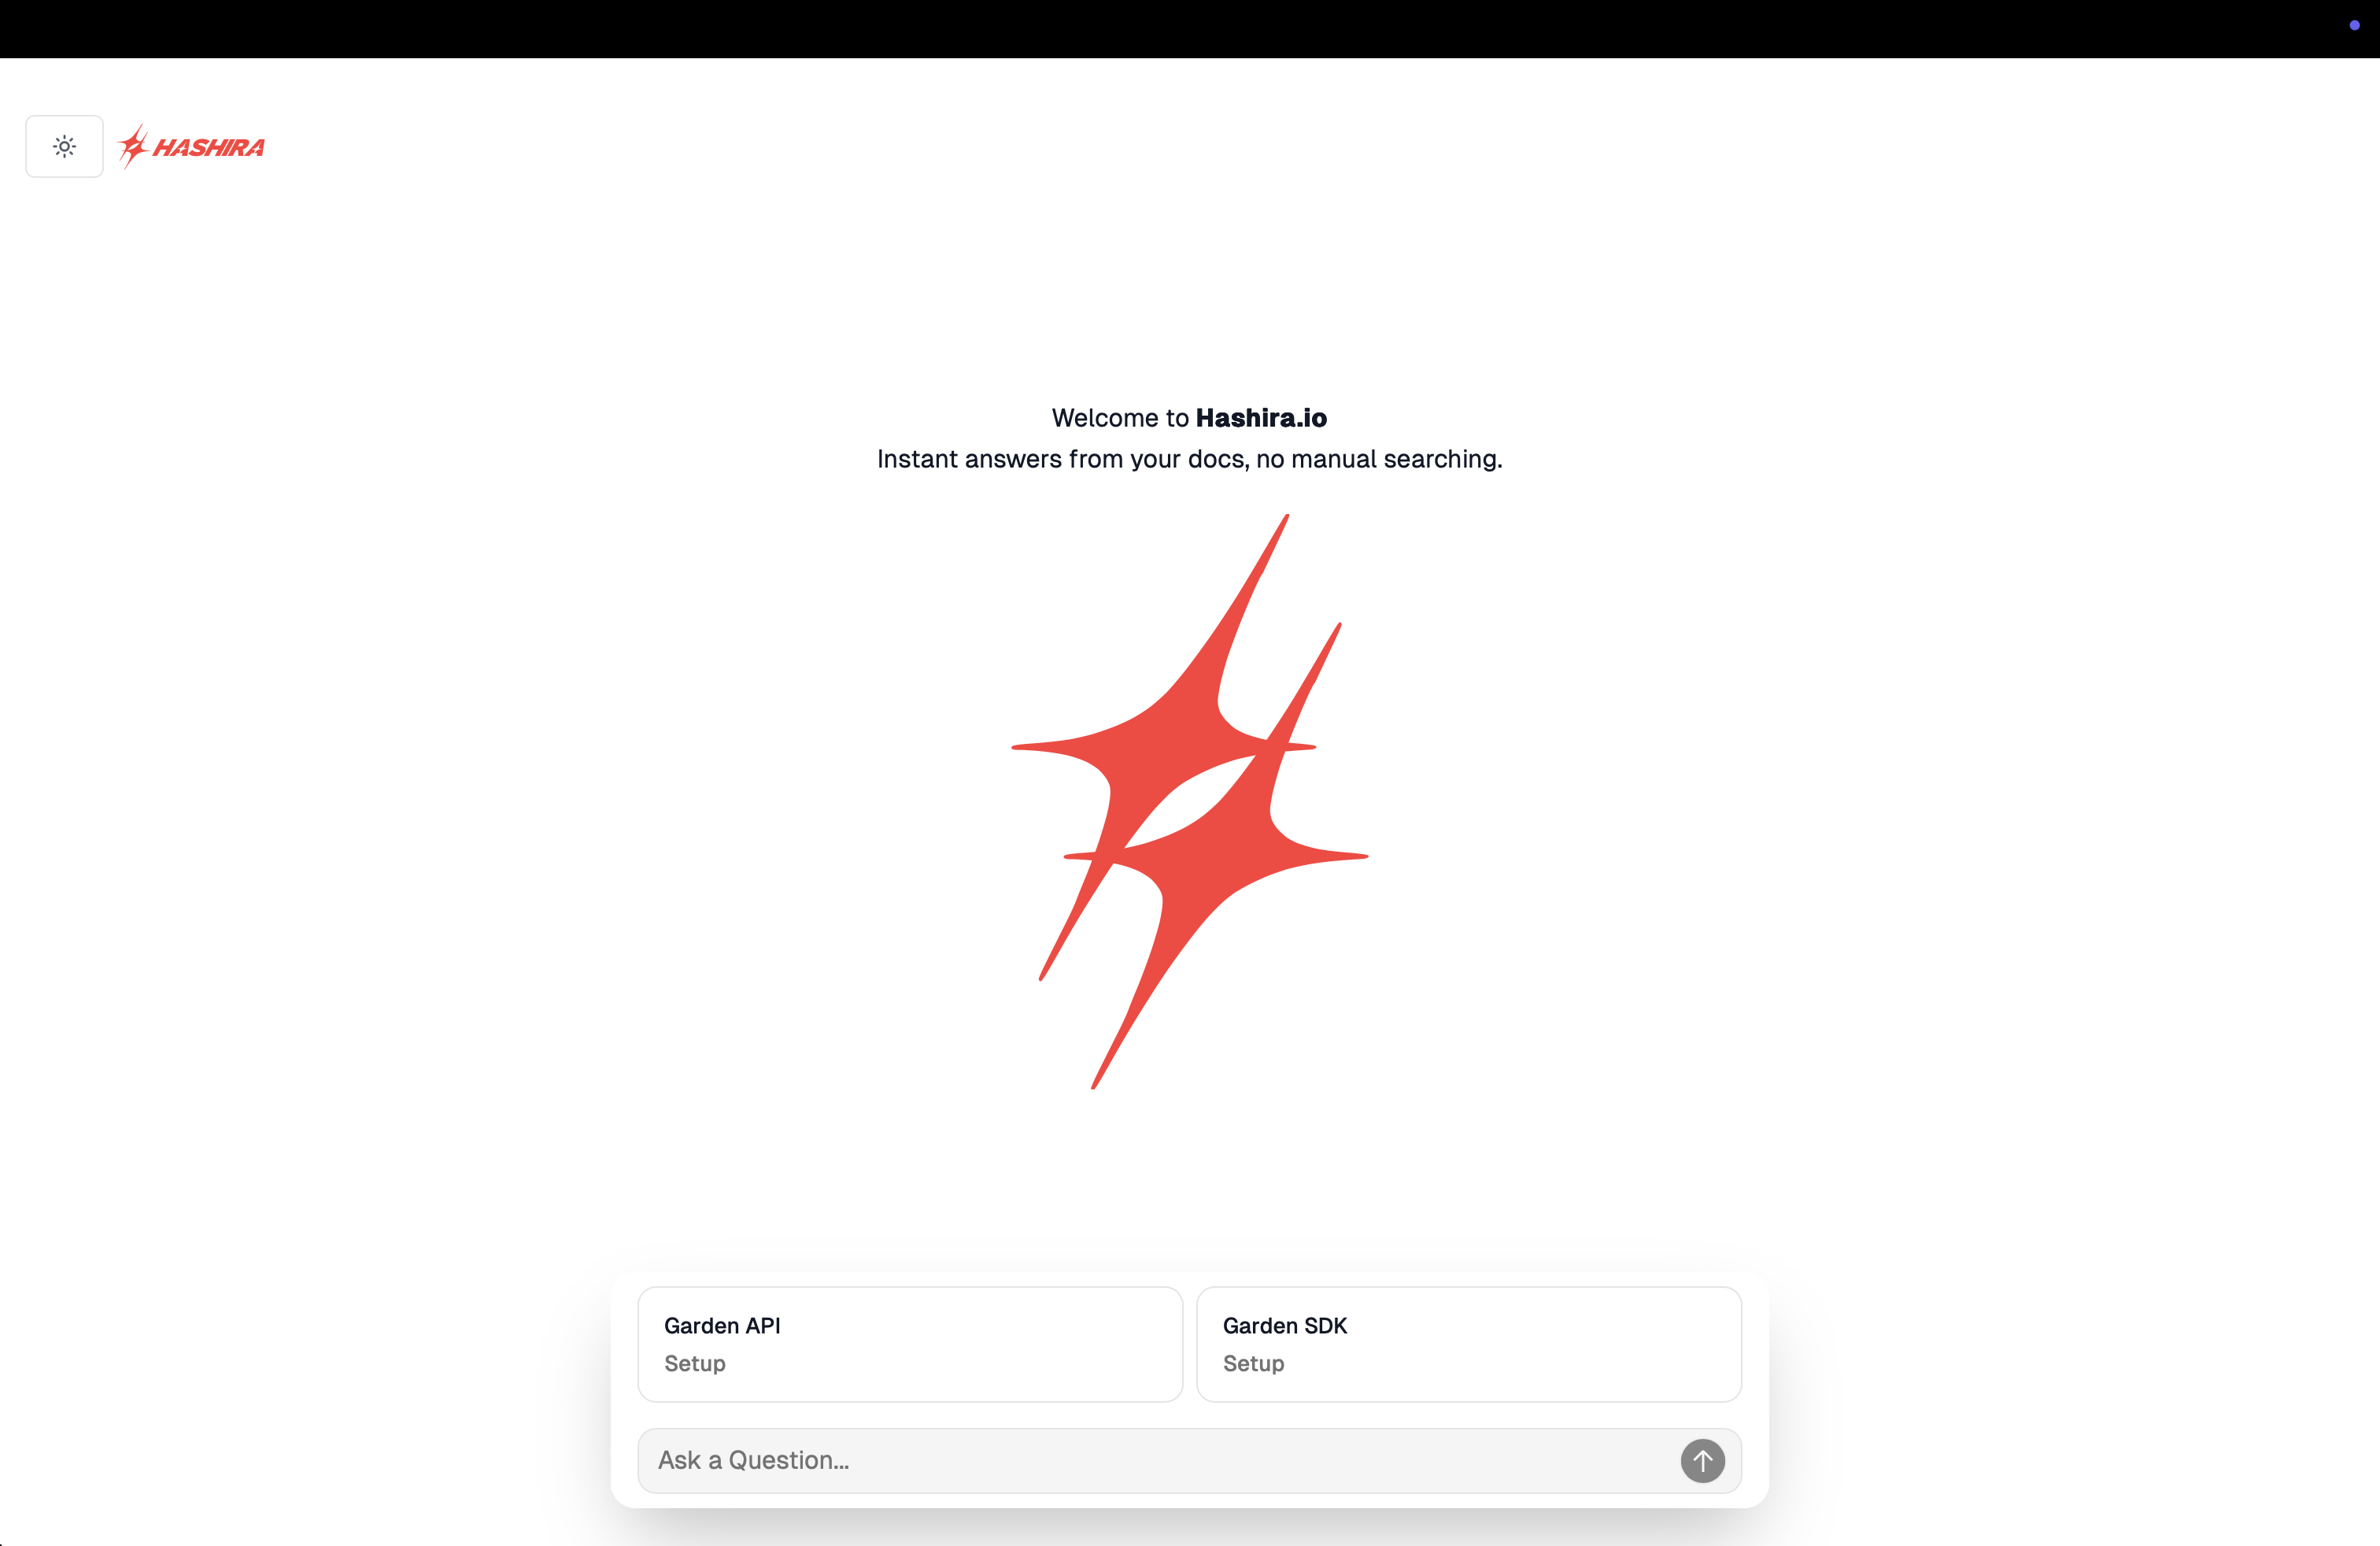 HASHIRA
Welcome to Hashira.io
Instant answers from your docs, no manual searching.
Garden API
Setup
Garden SDK
Setup
Ask a Question...